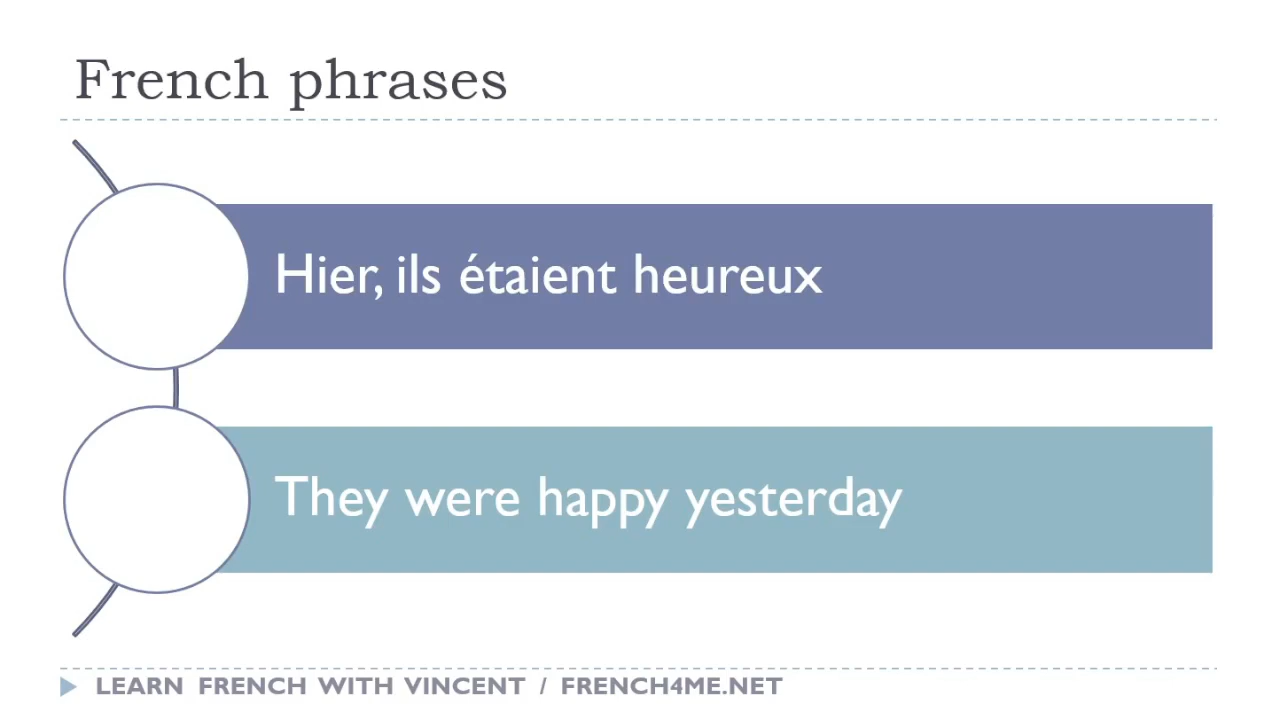 French phrases
Hier, ils étaient heureux
They were happy yesterday
LEARN FRENCH WITH VINCENT / FRENCH4ME.NET